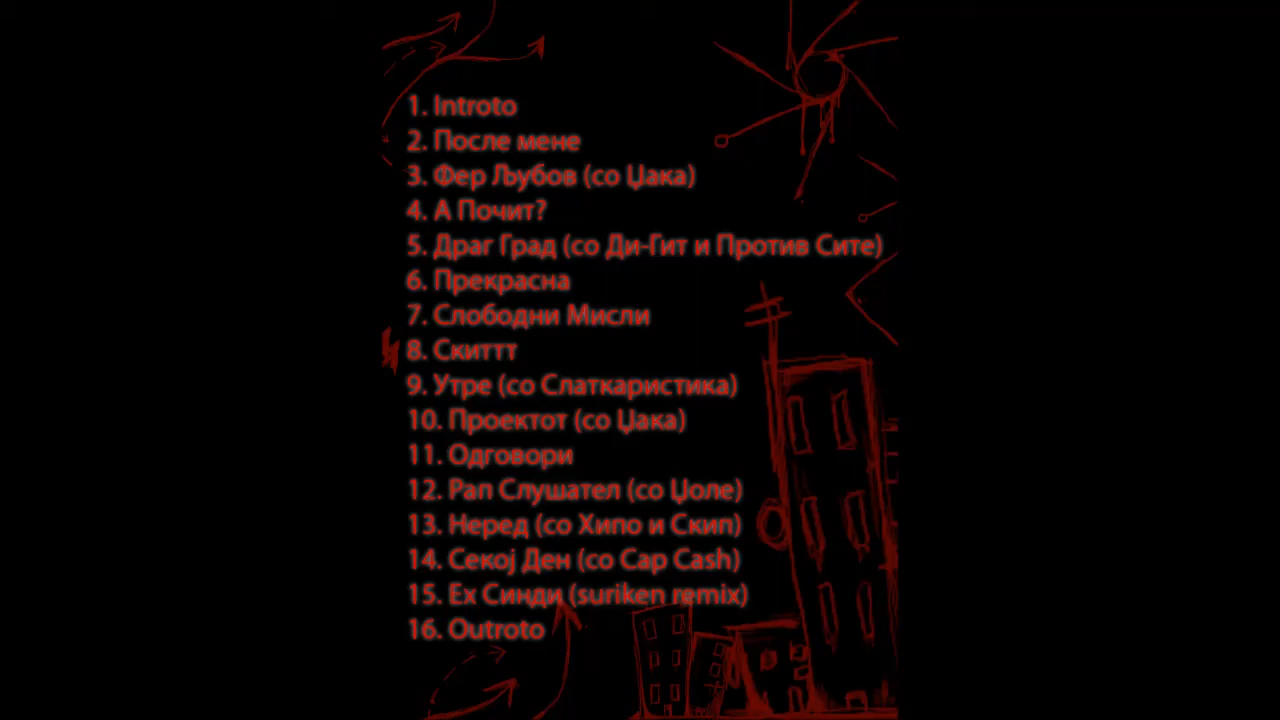 1. Introto
2. После мене
3. Фер Љубов (со Џака)
4. А Почит?
5. Драг Град (со Ди-Гит и Против Сите)
6. Прекрасна
7. Слободни Мисли
8. Скиттт
9. Утре (со Слаткаристика)
10. Проектот (со Џака)
11. Одговори
12. Рап Слушател (со Џоле)
13. Неред (со Хипо и Скип)
14. Секој Ден (со Cap Cash)
15. Ех Синди (suriken remix)
16. Outroto